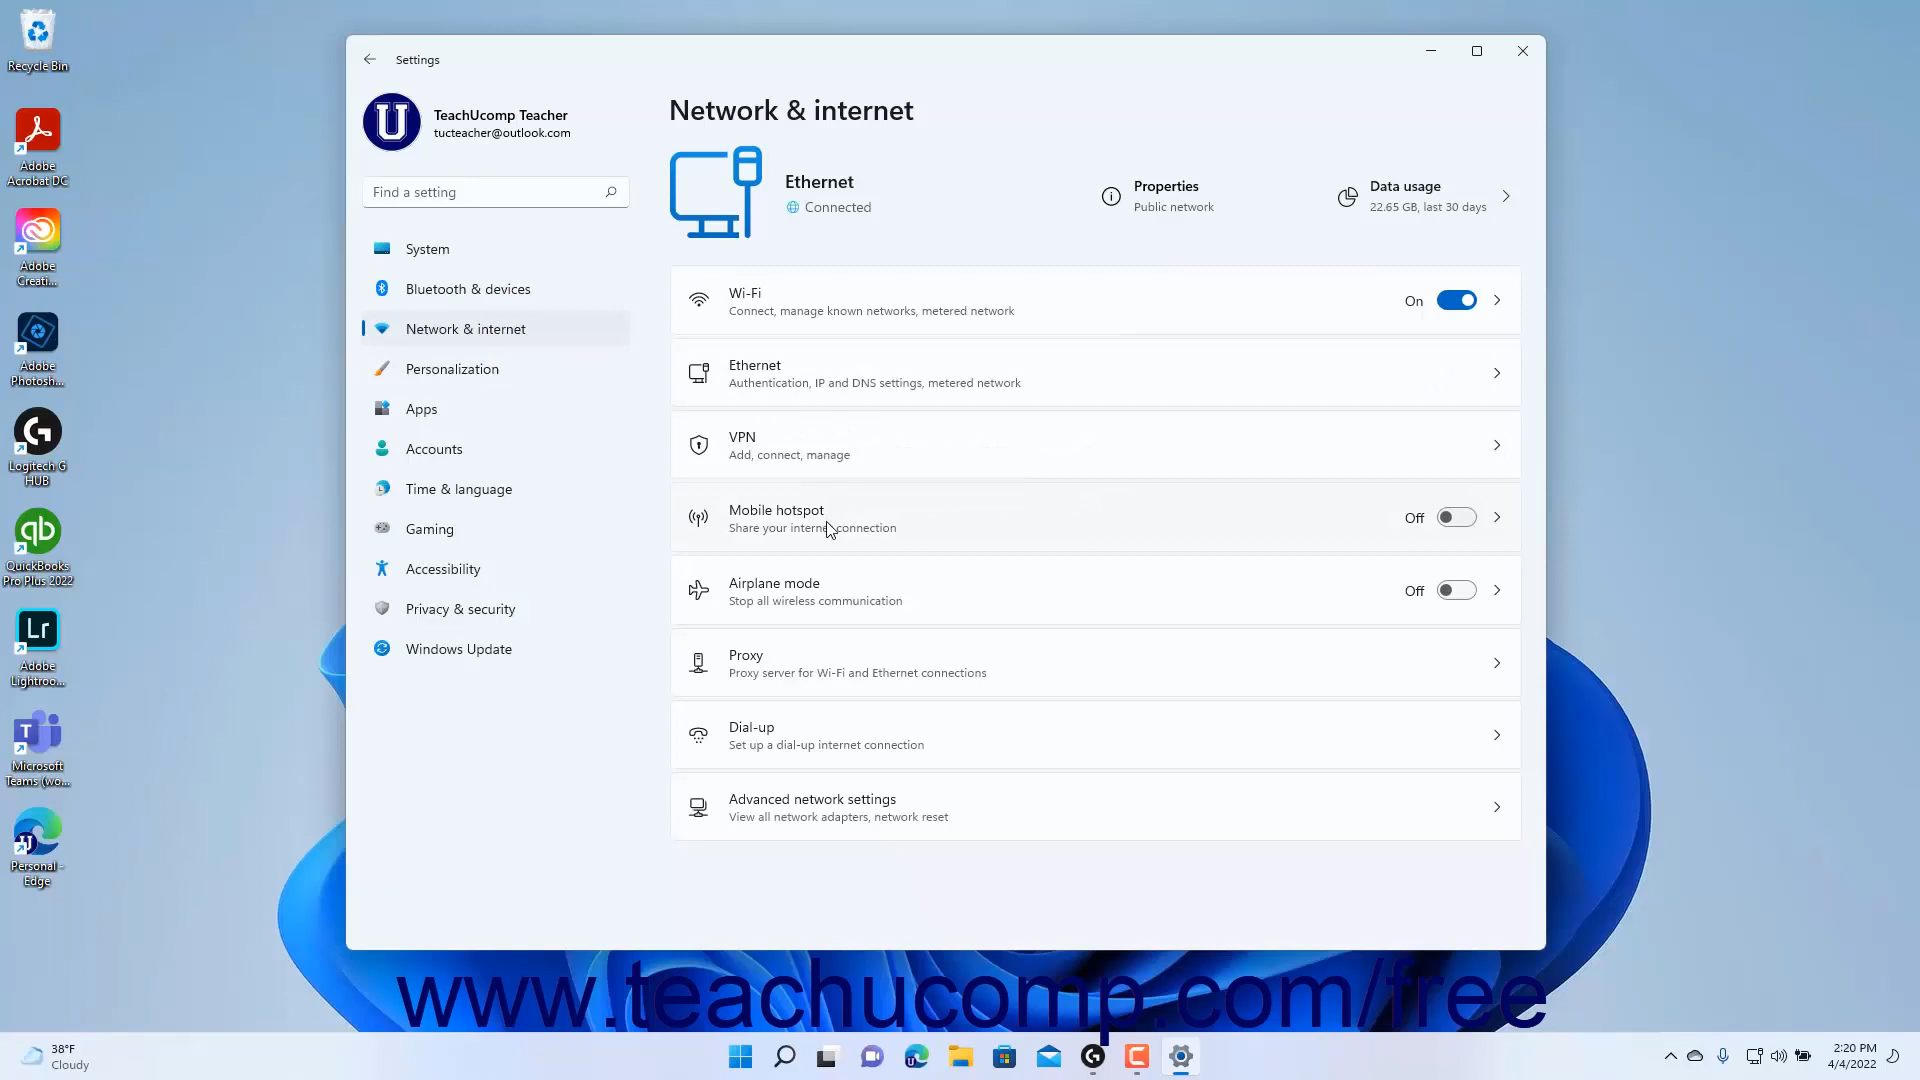 Recycle Bin
Adobe
Acrobat DC
Adobe
Creati...
Adobe
Photosh...
Logitech G
HUB
QuickBooks
Pro Plus 2022
Lr
Adobe
Lightroo...
Microsoft
Teams (wo...
Personal -
Edge
Settings
TeachUcomp Teacher
tucteacher@outlook.com
Find a setting
System
Bluetooth & devices
Network & internet
Personalization
Apps
Accounts
Time & language
Gaming
Accessibility
Privacy & security
Windows Update
Network & internet
Ethernet
Connected
Properties
Public network
Data usage
22.65 GB, last 30 days
Wi-Fi
Connect, manage known networks, metered network
On
Ethernet
Authentication, IP and DNS settings, metered network
VPN
Add, connect, manage
Mobile hotspot
Share your internet connection
Off
Airplane mode
Stop all wireless communication
Off
Proxy
Proxy server for Wi-Fi and Ethernet connections
Dial-up
Set up a dial-up internet connection
Advanced network settings
View all network adapters, network reset
www.teachucomp.com/free
38°F
Cloudy
2:20 PM
4/4/2022